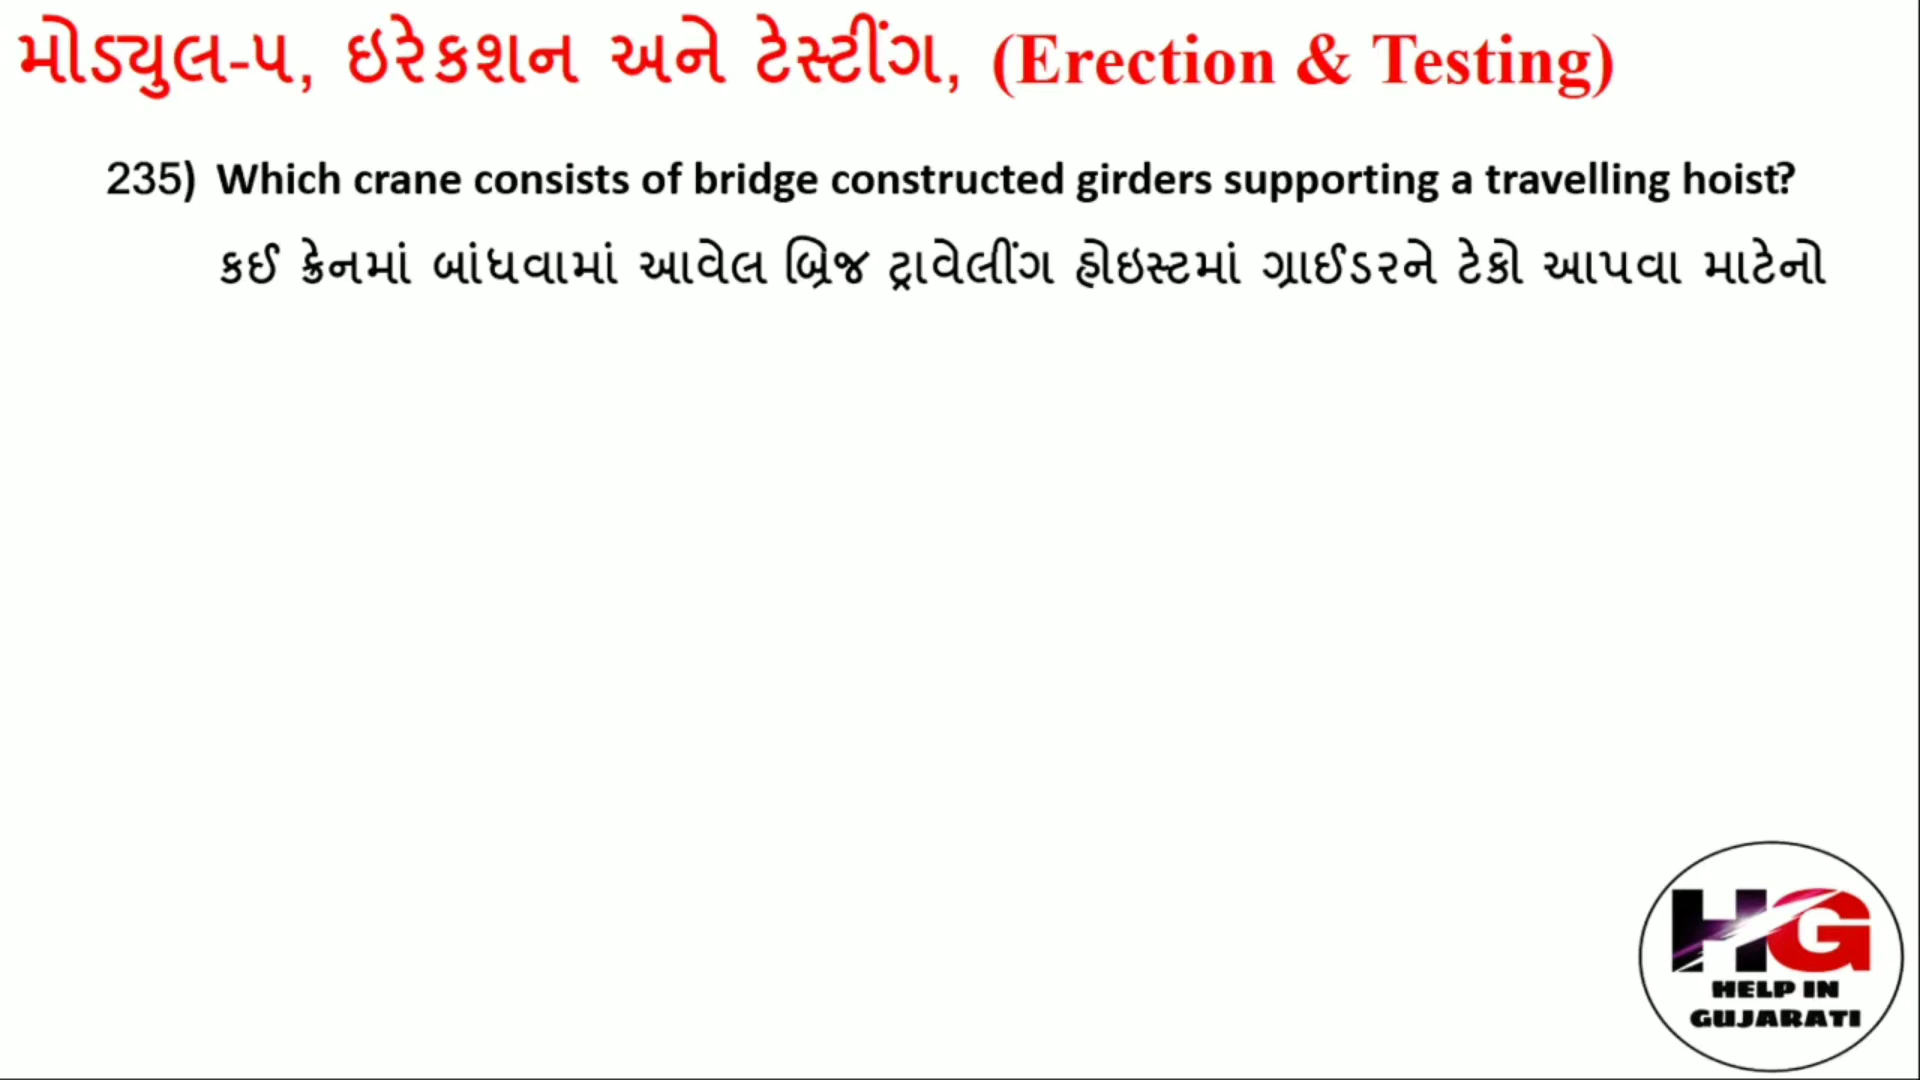 મોડ્યુલ-૫, ઇરેકશન અને ટેસ્ટીંગ, (Erection & Testing)
235) Which crane consists of bridge constructed girders supporting a travelling hoist?
કઈ ક્રેનમાં બાંધવામાં આવેલ બ્રિજ ટ્રાવેલીંગ હોઇસ્ટમાં ગ્રાઈડરને ટેકો આપવા માટેનો
HG
HELP IN
GUJARATI